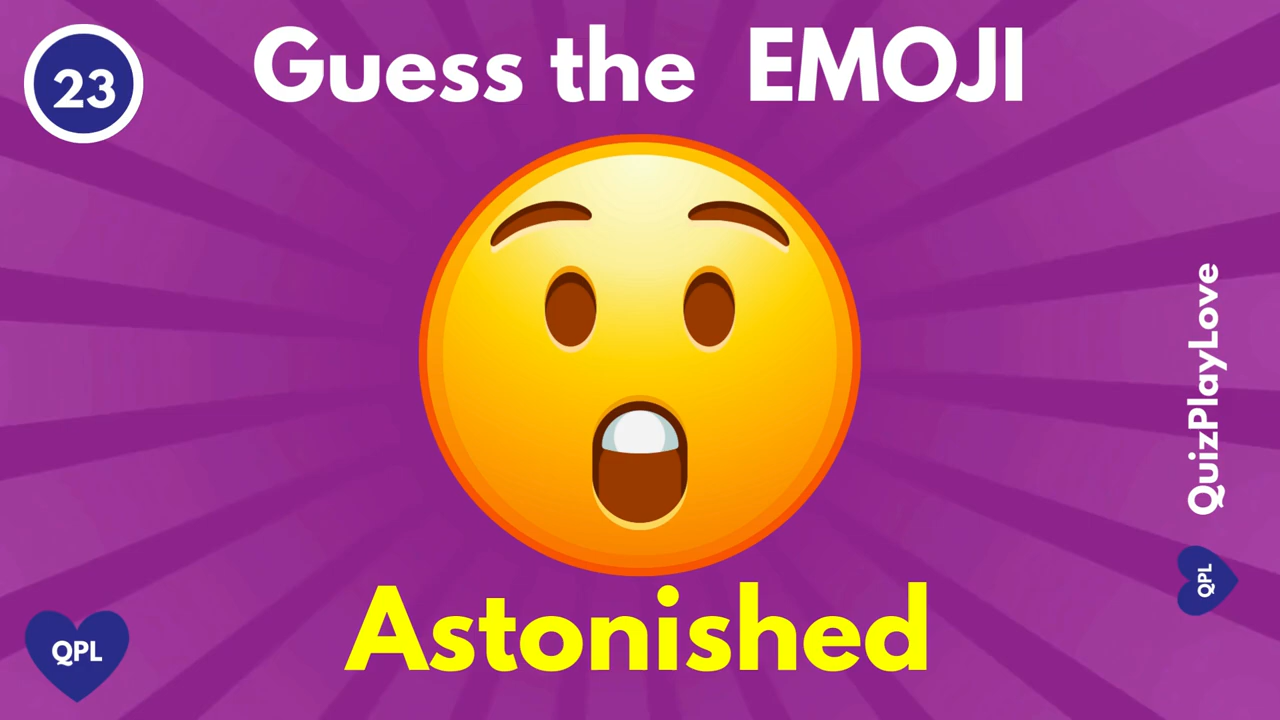 23
Guess the EMOJI
QuizPlayLove
QPL
Astonished
QPL